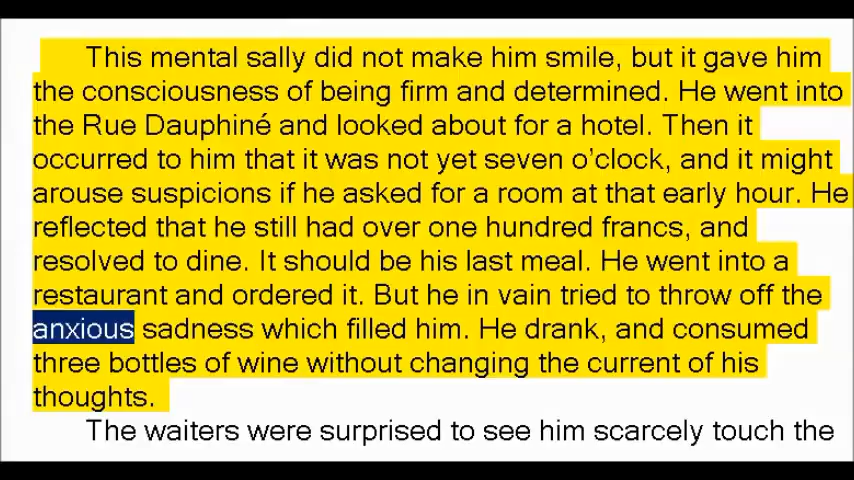 This mental sally did not make him smile, but it gave him
the consciousness of being firm and determined. He went into
the Rue Dauphiné and looked about for a hotel. Then it
occurred to him that it was not yet seven o’clock, and it might
arouse suspicions if he asked for a room at that early hour. He
reflected that he still had over one hundred francs, and
resolved to dine. It should be his last meal. He went into a
restaurant and ordered it. But he in vain tried to throw off the
anxious sadness which filled him. He drank, and consumed
three bottles of wine without changing the current of his
thoughts.
The waiters were surprised to see him scarcely touch the